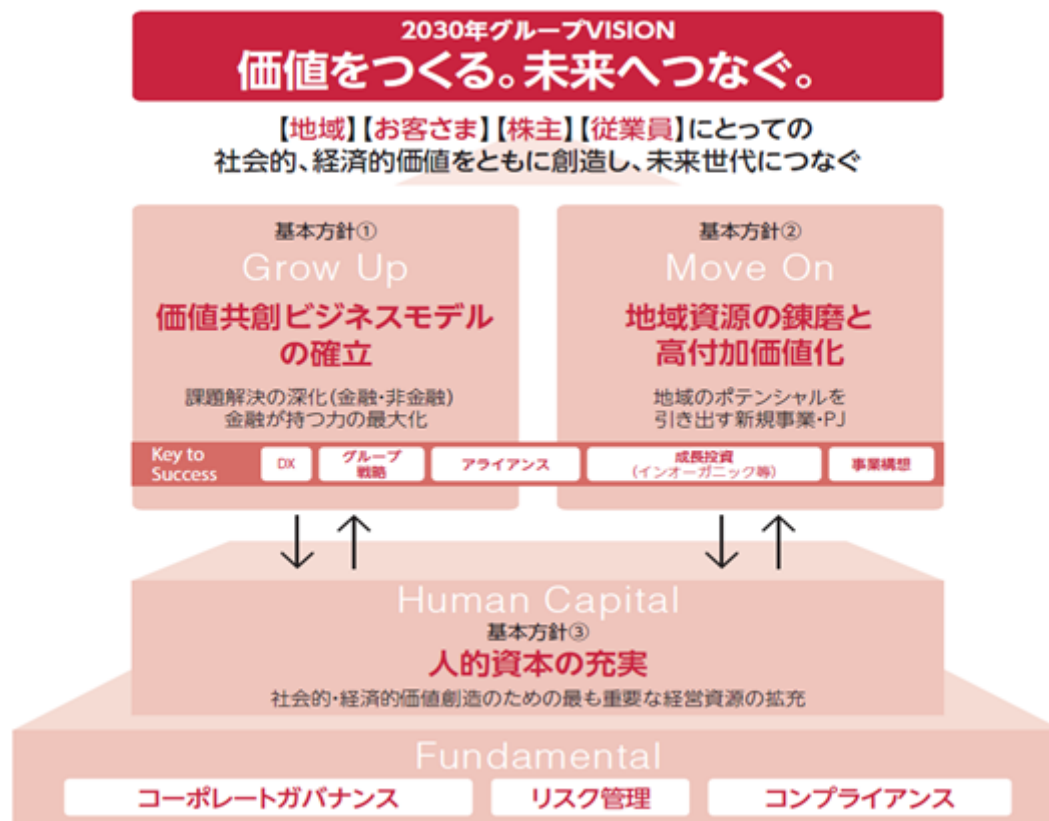 2030年グループVISION
価値をつくる。未来へつなぐ。
【地域】【お客さま】【株主】【従業員】にとっての
社会的、経済的価値をともに創造し、未来世代につなぐ
基本方針①
Grow Up
価値共創ビジネスモデル
の確立
課題解決の深化(金融・非金融)
金融が持つ力の最大化
基本方針②
Move On
地域資源の錬磨と
高付加価値化
地域のポテンシャルを
引き出す新規事業・PJ
Key to
Success
DX
グループ
戦略
アライアンス
成長投資
(インオーガニック等)
事業構想
Human Capital
基本方針③
人的資本の充実
社会的・経済的価値創造のための最も重要な経営資源の拡充
Fundamental
コーポレートガバナンス
リスク管理
コンプライアンス